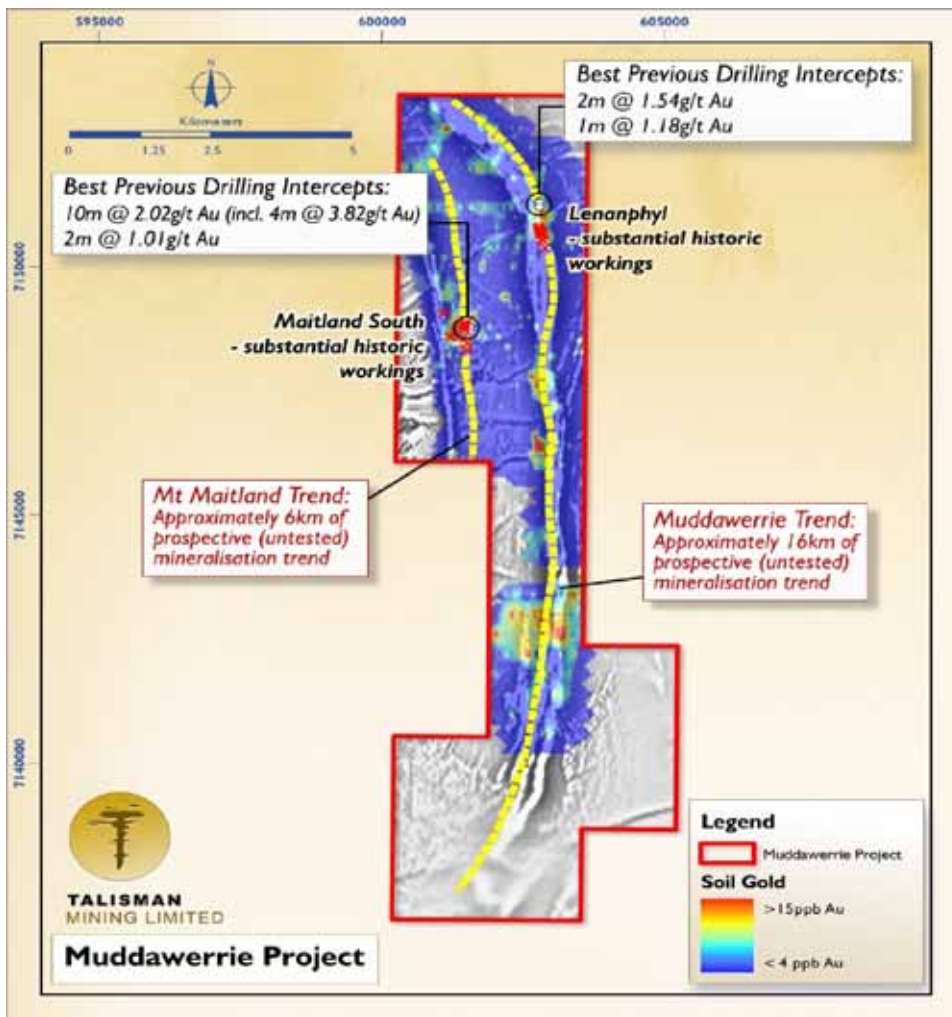 595000
600000
605000
N
Kilometers
0
1.25
2.5
5
Best Previous Drilling Intercepts:
2m @ 1.54g/t Au
1m @ 1.18g/t Au
Best Previous Drilling Intercepts:
10m @ 2.02g/t Au (incl. 4m @ 3.82g/t Au)
2m @ 1.01g/t Au
Lenanphyl
- substantial historic
workings
7150000
Maitland South
- substantial historic
workings
Mt Maitland Trend:
Approximately 6km of
prospective (untested)
mineralisation trend
7145000
Muddawerrie Trend:
Approximately 16km of
prospective (untested)
mineralisation trend
7140000
TALISMAN
MINING LIMITED
Muddawerrie Project
Legend
Muddawerrie Project
Soil Gold
>15ppb Au
< 4 ppb Au